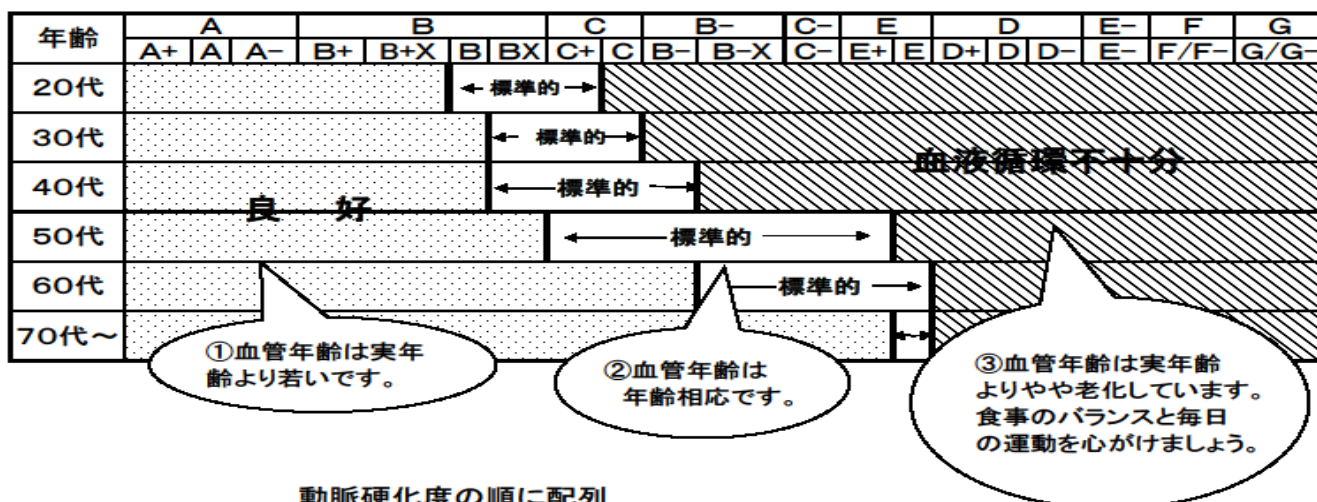 年齢 A B C B- C- E D E- F G
A+ A A- B+ B+X B BX C+ C B- B-X C- E+ E D+ D D- E- F/F- G/G-
20代 標準的
30代 標準的
血液循環不十分
40代 標準的
良 好
50代 標準的
60代 標準的
70代~
①血管年齢は実年
齢より若いです。
②血管年齢は
年齢相応です。
③血管年齢は実年齢
よりやや老化しています。
食事のバランスと毎日
の運動を心がけましょう。
動脈硬化度の順に配列